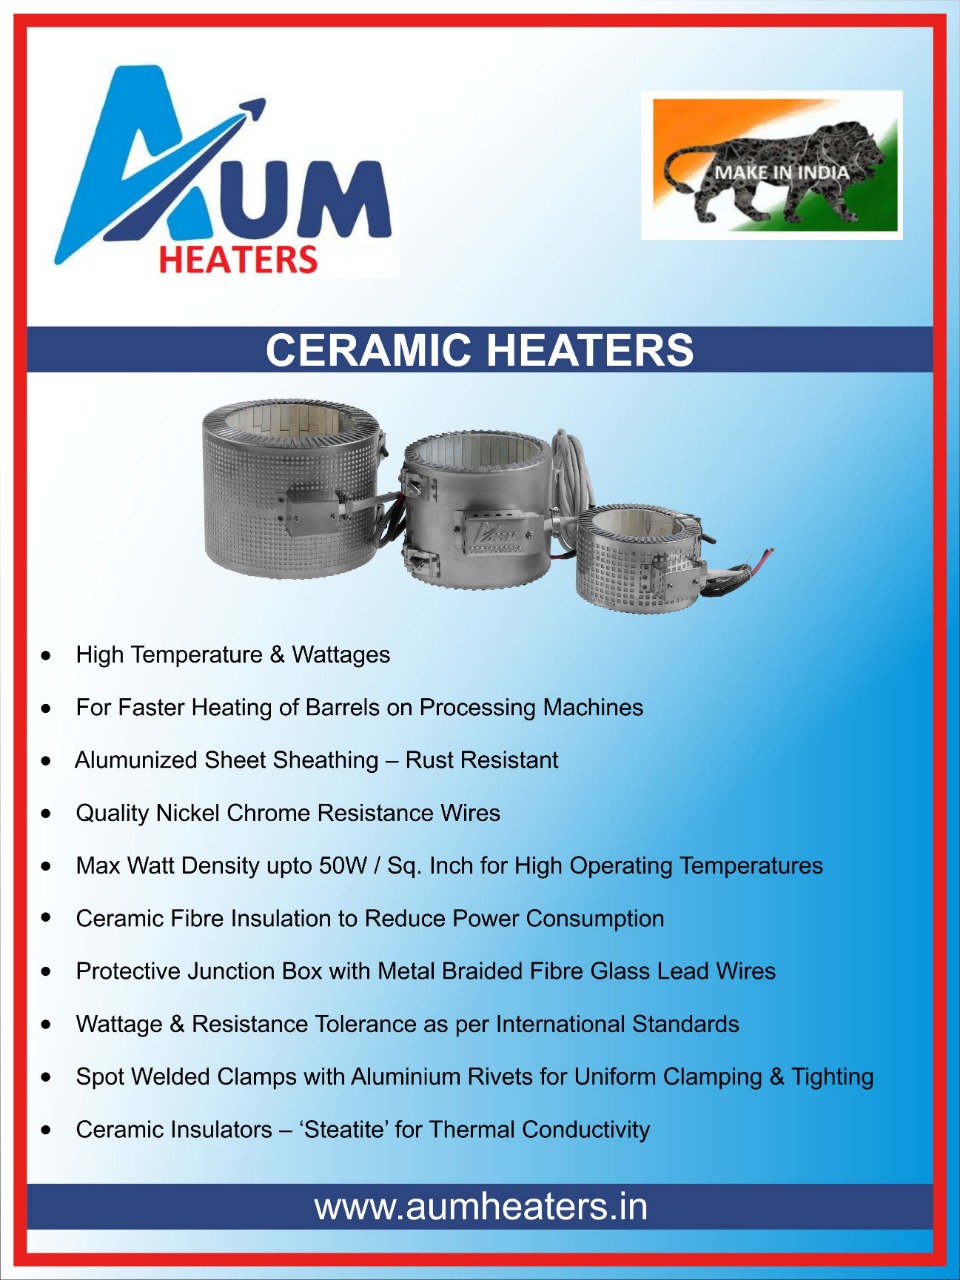 AUM
HEATERS
MAKE IN INDIA
CERAMIC HEATERS
• High Temperature & Wattages
• For Faster Heating of Barrels on Processing Machines
• Alumunized Sheet Sheathing – Rust Resistant
• Quality Nickel Chrome Resistance Wires
• Max Watt Density upto 50W / Sq. Inch for High Operating Temperatures
• Ceramic Fibre Insulation to Reduce Power Consumption
• Protective Junction Box with Metal Braided Fibre Glass Lead Wires
• Wattage & Resistance Tolerance as per International Standards
• Spot Welded Clamps with Aluminium Rivets for Uniform Clamping & Tighting
• Ceramic Insulators – ‘Steatite’ for Thermal Conductivity
www.aumheaters.in